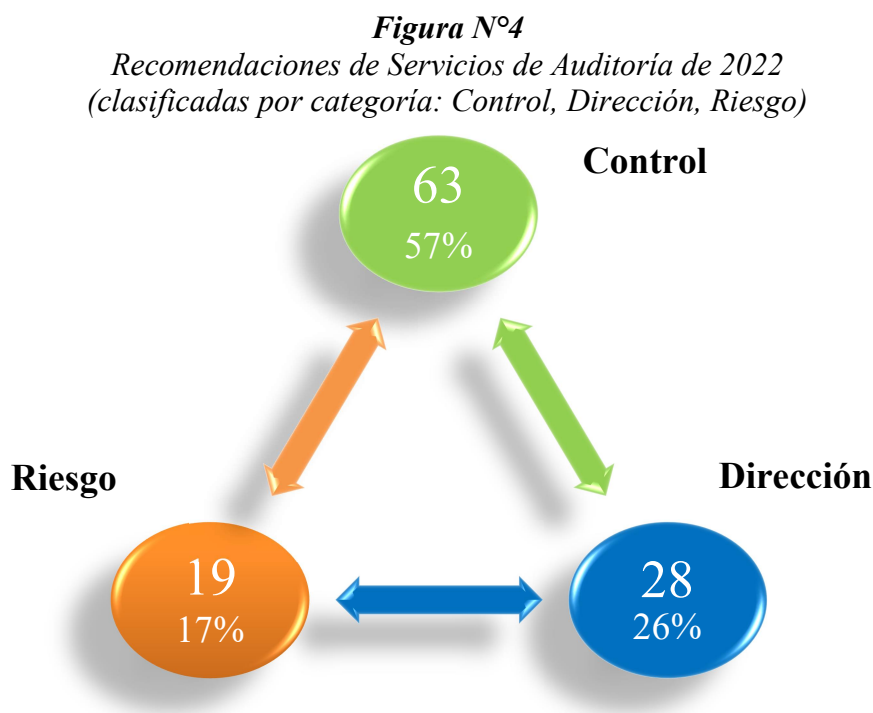 Figura N°4
Recomendaciones de Servicios de Auditoría de 2022
(clasificadas por categoría: Control, Dirección, Riesgo)
Control
63
57%
Riesgo
Dirección
19
17%
28
26%